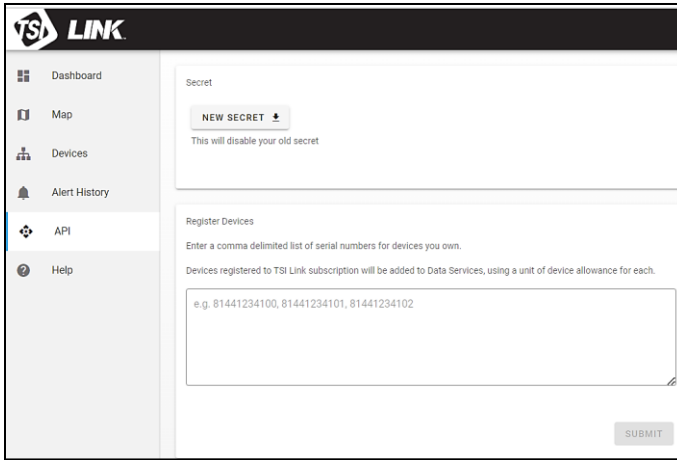 TSI LINK
Dashboard
Map
Devices
Alert History
API
Help
Secret
NEW SECRET
This will disable your old secret
Register Devices
Enter a comma delimited list of serial numbers for devices you own.
Devices registered to TSI Link subscription will be added to Data Services, using a unit of device allowance for each.
e.g. 81441234100, 81441234101, 81441234102
SUBMIT